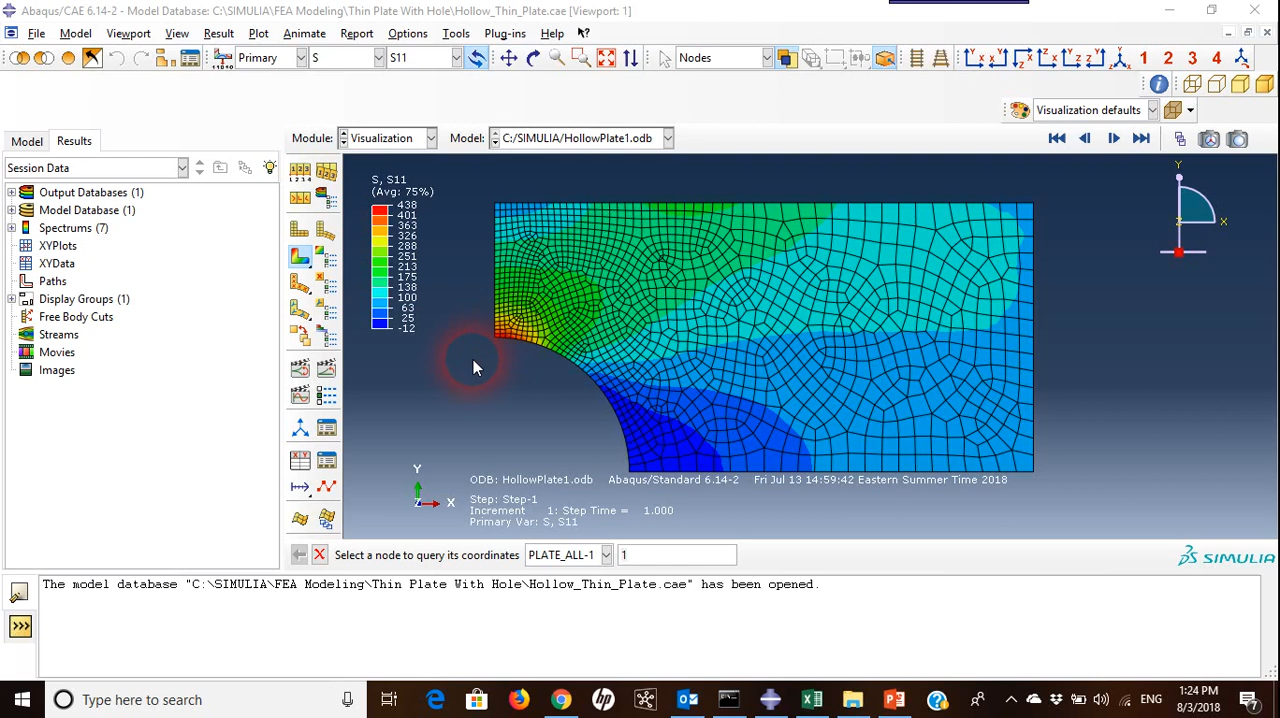 Abaqus/CAE 6.14-2 - Model Database: C:\SIMULIA\FEA Modeling\Thin Plate With Hole\Hollow_Thin_Plate.cae [Viewport: 1]
File Model Viewport View Result Plot Animate Report Options Tools Plug-ins Help
Primary S S11 Nodes 1 2 3 4
Visualization defaults
Model Results
Module: Visualization Model: C:/SIMULIA/HollowPlate1.odb
Session Data
Output Databases (1)
Model Database (1)
Spectrums (7)
XYPlots
XYData
Paths
Display Groups (1)
Free Body Cuts
Streams
Movies
Images
S, S11
(Avg: 75%)
438
401
363
326
288
251
213
175
138
100
63
25
-12
Y
X
Z
Y
X
Z
ODB: HollowPlate1.odb Abaqus/Standard 6.14-2 Fri Jul 13 14:59:42 Eastern Summer Time 2018
Step: Step-1
Increment 1: Step Time = 1.000
Primary Var: S, S11
Select a node to query its coordinates PLATE_ALL-1 1
SIMULIA
The model database "C:\SIMULIA\FEA Modeling\Thin Plate With Hole\Hollow_Thin_Plate.cae" has been opened.
>>>
Type here to search
ENG
1:24 PM
8/3/2018
7